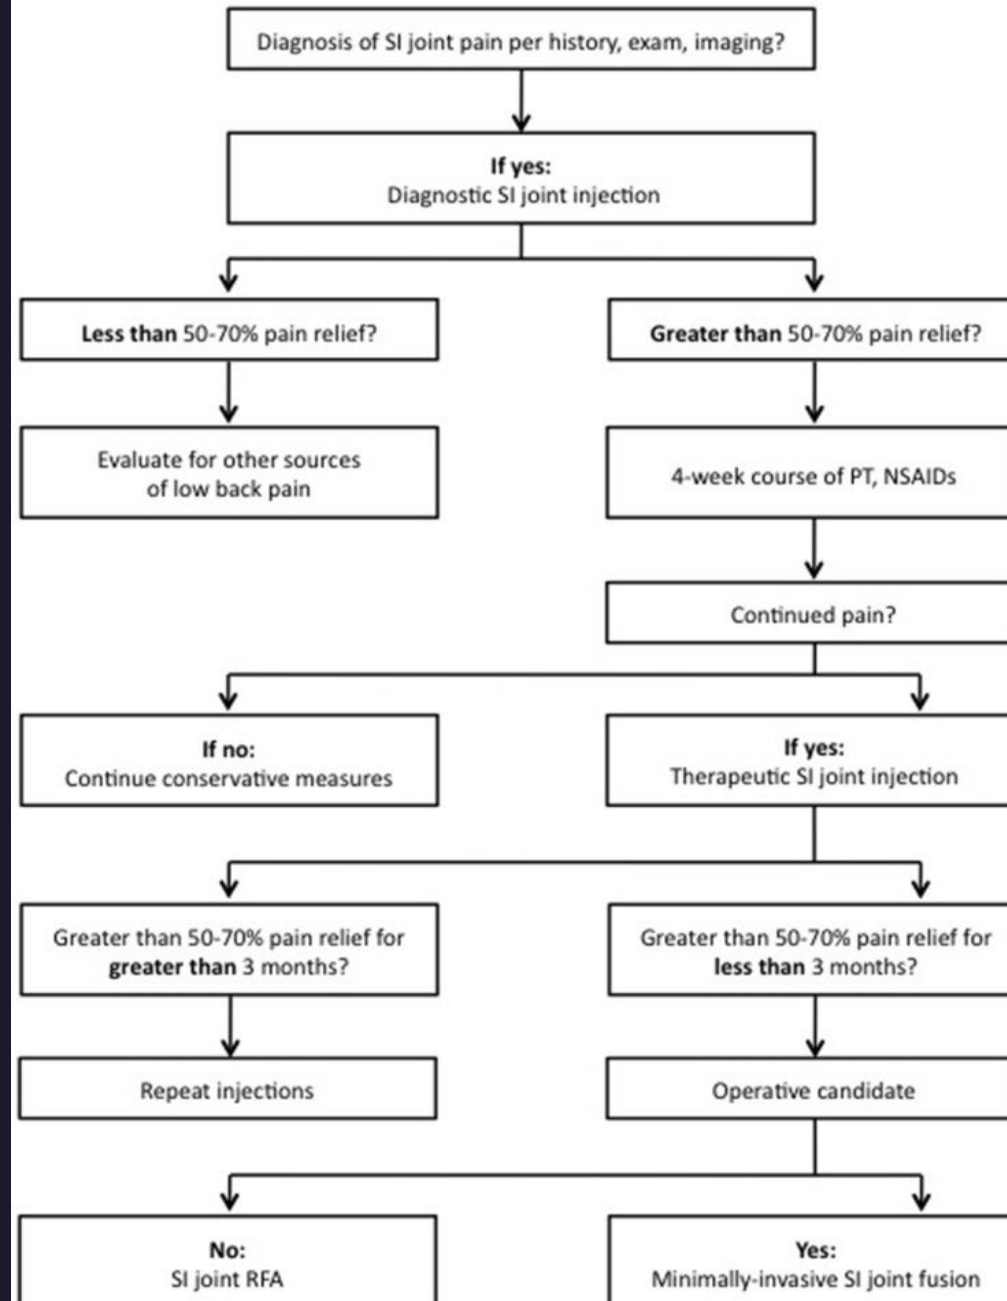 Diagnosis of SI joint pain per history, exam, imaging?
If yes:
Diagnostic SI joint injection
Less than 50-70% pain relief?
Greater than 50-70% pain relief?
Evaluate for other sources
of low back pain
4-week course of PT, NSAIDs
Continued pain?
If no:
Continue conservative measures
If yes:
Therapeutic SI joint injection
Greater than 50-70% pain relief for
greater than 3 months?
Greater than 50-70% pain relief for
less than 3 months?
Repeat injections
Operative candidate
No:
SI joint RFA
Yes:
Minimally-invasive SI joint fusion